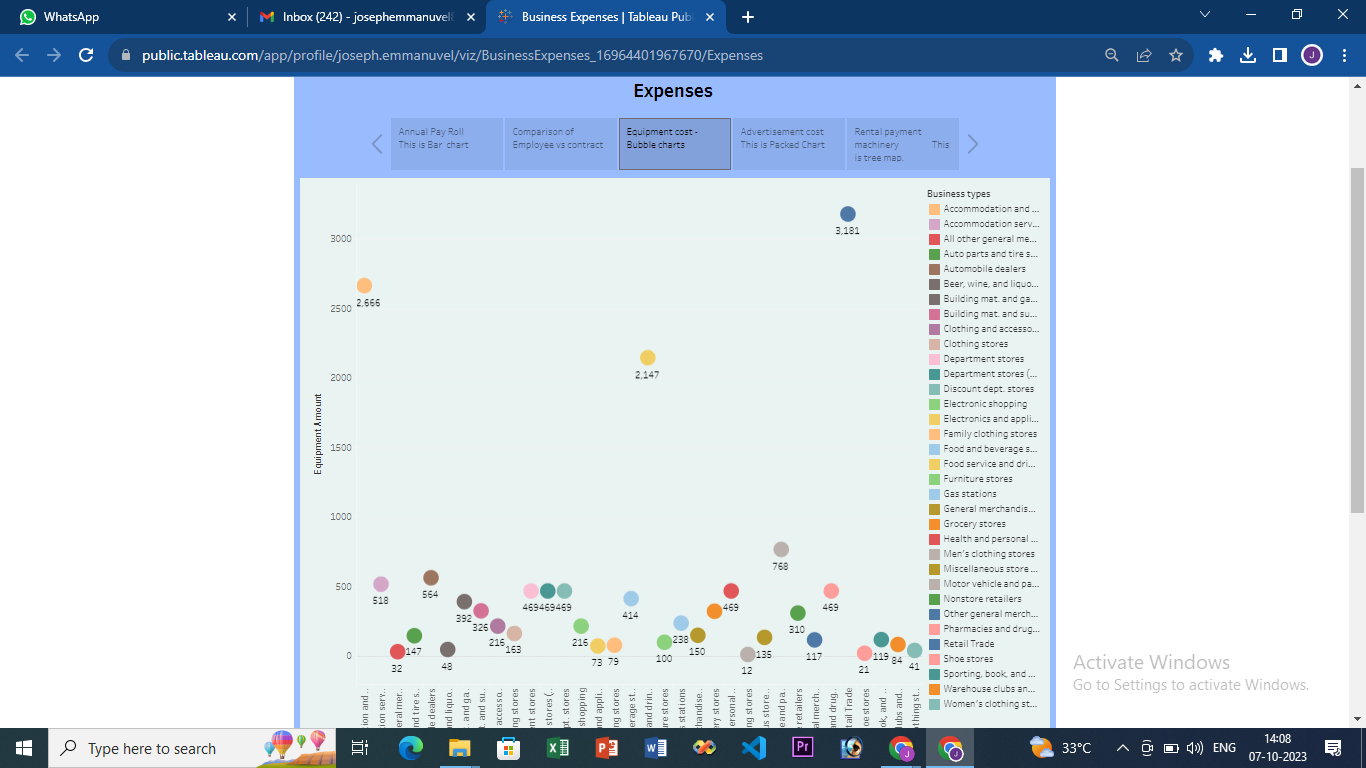 WhatsApp
Inbox (242) - josephemmanuvel
Business Expenses | Tableau Pub
public.tableau.com/app/profile/joseph.emmanuvel/viz/BusinessExpenses_16964401967670/Expenses
Expenses
Annual Pay Roll
This is Bar chart
Comparison of
Employee vs contract
Equipment cost -
Bubble charts
Advertisement cost
This is Packed Chart
Rental payment
machinery This
is tree map.
Equipment Amount
3000
2500
2000
1500
1000
500
0
2,666
518
32
147
564
48
392
326
216
163
469
469
469
216
73
79
414
2,147
100
238
150
469
12
135
768
310
117
469
3,181
21
119
84
41
ion and..
tion serv..
eral mer..
nd tire s..
e dealers
nd liquo..
. and ga..
t. and su..
accesso..
ng stores
nt stores
stores (..
pt. stores
shopping
nd appli..
ng stores
erage st..
and drin..
re stores
s stations
handise..
ry stores
personal..
ng stores
us store..
e and pa..
retailers
l merch..
nd drug..
tail Trade
oe stores
ok, and ..
ubs and..
othing st..
Business types
Accommodation and ...
Accommodation serv...
All other general me...
Auto parts and tire s...
Automobile dealers
Beer, wine, and liquo...
Building mat. and ga...
Building mat. and su...
Clothing and accesso...
Clothing stores
Department stores
Department stores (...
Discount dept. stores
Electronic shopping
Electronics and appli...
Family clothing stores
Food and beverage s...
Food service and dri...
Furniture stores
Gas stations
General merchandis...
Grocery stores
Health and personal ...
Men's clothing stores
Miscellaneous store ...
Motor vehicle and pa...
Nonstore retailers
Other general merch...
Pharmacies and drug...
Retail Trade
Shoe stores
Sporting, book, and ...
Warehouse clubs an...
Women's clothing st...
Activate Windows
Go to Settings to activate Windows.
Type here to search
33°C
ENG
14:08
07-10-2023